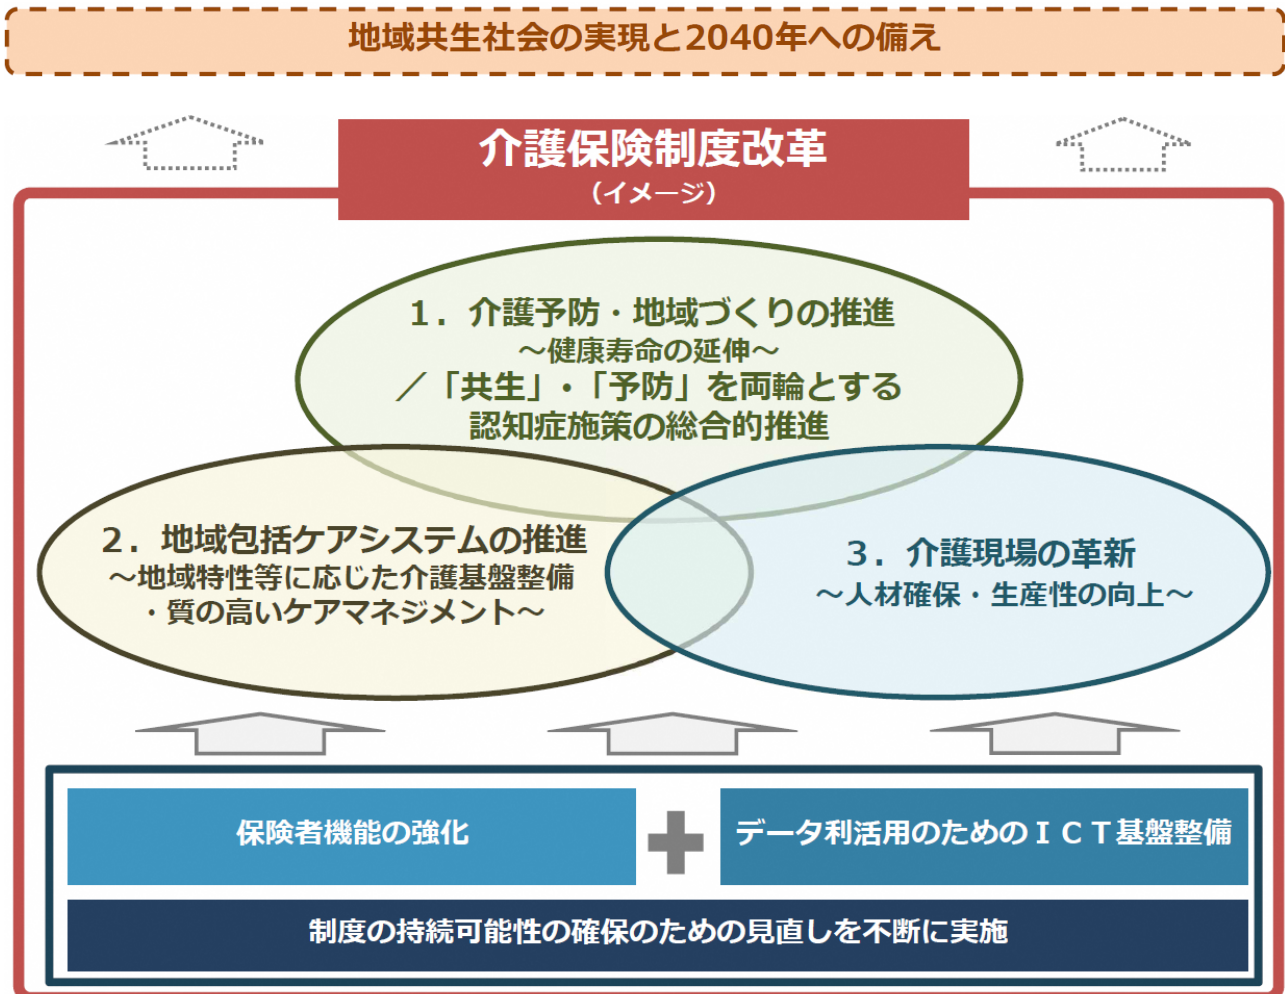 地域共生社会の実現と2040年への備え
介護保険制度改革
（イメージ）
１．介護予防・地域づくりの推進
～健康寿命の延伸～
／「共生」・「予防」を両輪とする
認知症施策の総合的推進
２．地域包括ケアシステムの推進
～地域特性等に応じた介護基盤整備
・質の高いケアマネジメント～
３．介護現場の革新
～人材確保・生産性の向上～
保険者機能の強化
データ利活用のためのＩＣＴ基盤整備
制度の持続可能性の確保のための見直しを不断に実施